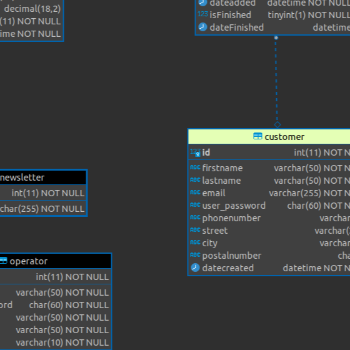 decimal(18,2)
(11) NOT NULL
me NOT NULL
dateadded datetime NOT NU
isFinished tinyint(1) NOT NUL
dateFinished datetime
customer
id int(11) NOT N
firstname varchar(50) NOT N
lastname varchar(50) NOT N
email varchar(255) NOT N
user_password char(60) NOT N
phonenumber varchar
street varchar(
city varchar
postalnumber cha
datecreated datetime NOT N
newsletter
int(11) NOT NULL
char(255) NOT NULL
operator
int(11) NOT NULL
varchar(50) NOT NULL
ord char(60) NOT NULL
varchar(50) NOT NULL
varchar(50) NOT NULL
varchar(10) NOT NULL